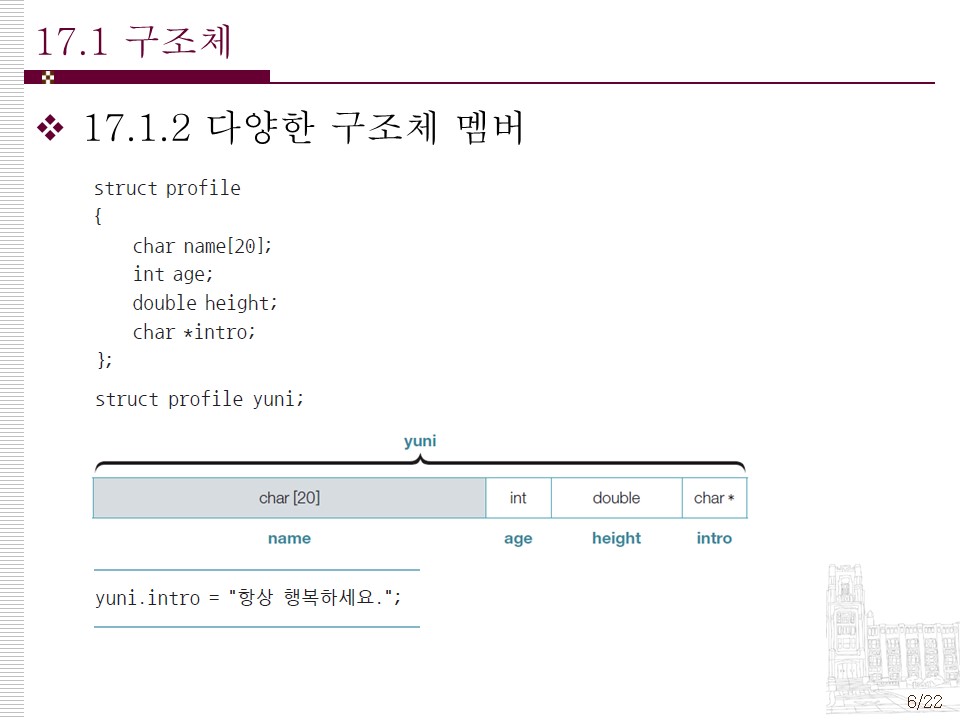 17.1 구조체
17.1.2 다양한 구조체 멤버
struct profile
{
char name[20];
int age;
double height;
char *intro;
};
struct profile yuni;
yuni
char [20] int double char *
name age height intro
yuni.intro = "항상 행복하세요.";
6/22